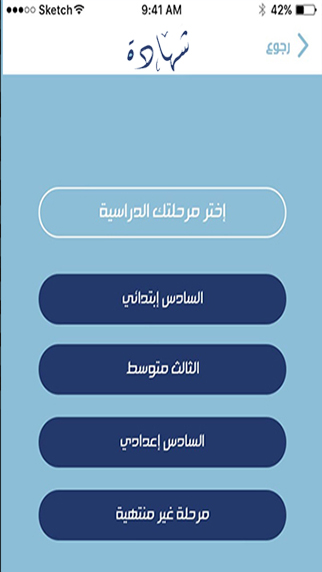 Sketch 9:41 AM 42%
رجوع
شهادة
إختر مرحلتك الدراسية
السادس إبتدائي
الثالث متوسط
السادس إعدادي
مرحلة غير منتهية